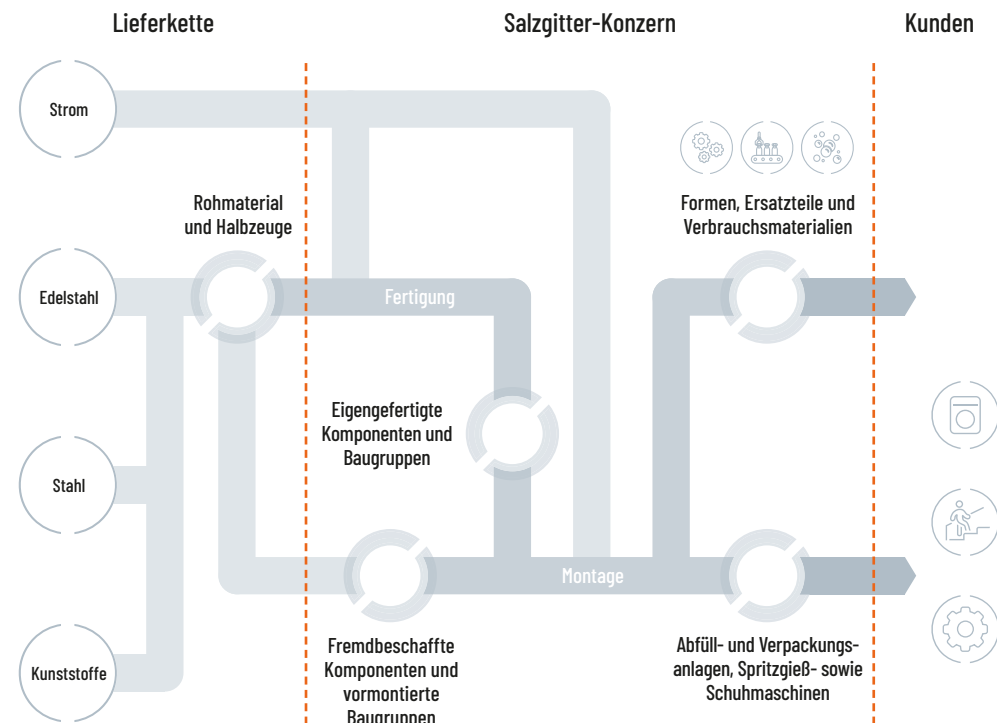 Lieferkette
Salzgitter-Konzern
Kunden
Strom
Rohmaterial
und Halbzeuge
Formen, Ersatzteile und
Verbrauchsmaterialien
Edelstahl
Fertigung
Eigengefertigte
Komponenten und
Baugruppen
Stahl
Montage
Fremdbeschaffte
Komponenten und
vormontierte
Baugruppen
Abfüll- und Verpackungs-
anlagen, Spritzgieß- sowie
Schuhmaschinen
Kunststoffe